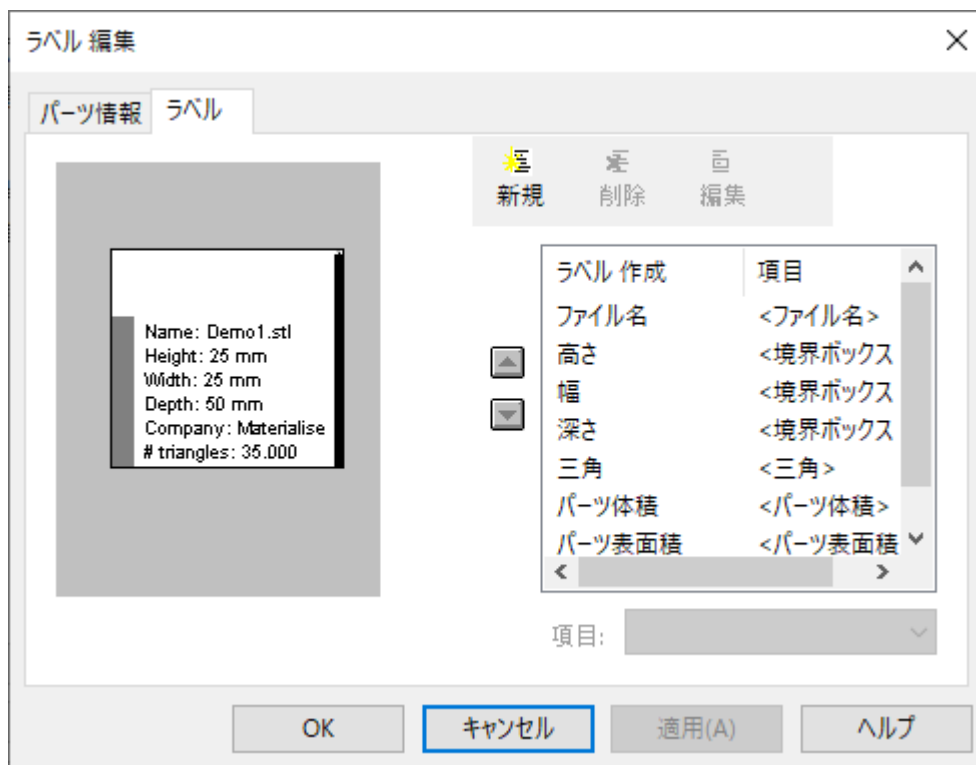 ラベル 編集
パーツ情報 ラベル
新規 削除 編集
Name: Demo1.stl
Height: 25 mm
Width: 25 mm
Depth: 50 mm
Company: Materialise
# triangles: 35.000
ラベル 作成 項目
ファイル名 <ファイル名>
高さ <境界ボックス
幅 <境界ボックス
深さ <境界ボックス
三角 <三角>
パーツ体積 <パーツ体積>
パーツ表面積 <パーツ表面積
項目:
OK キャンセル 適用(A) ヘルプ